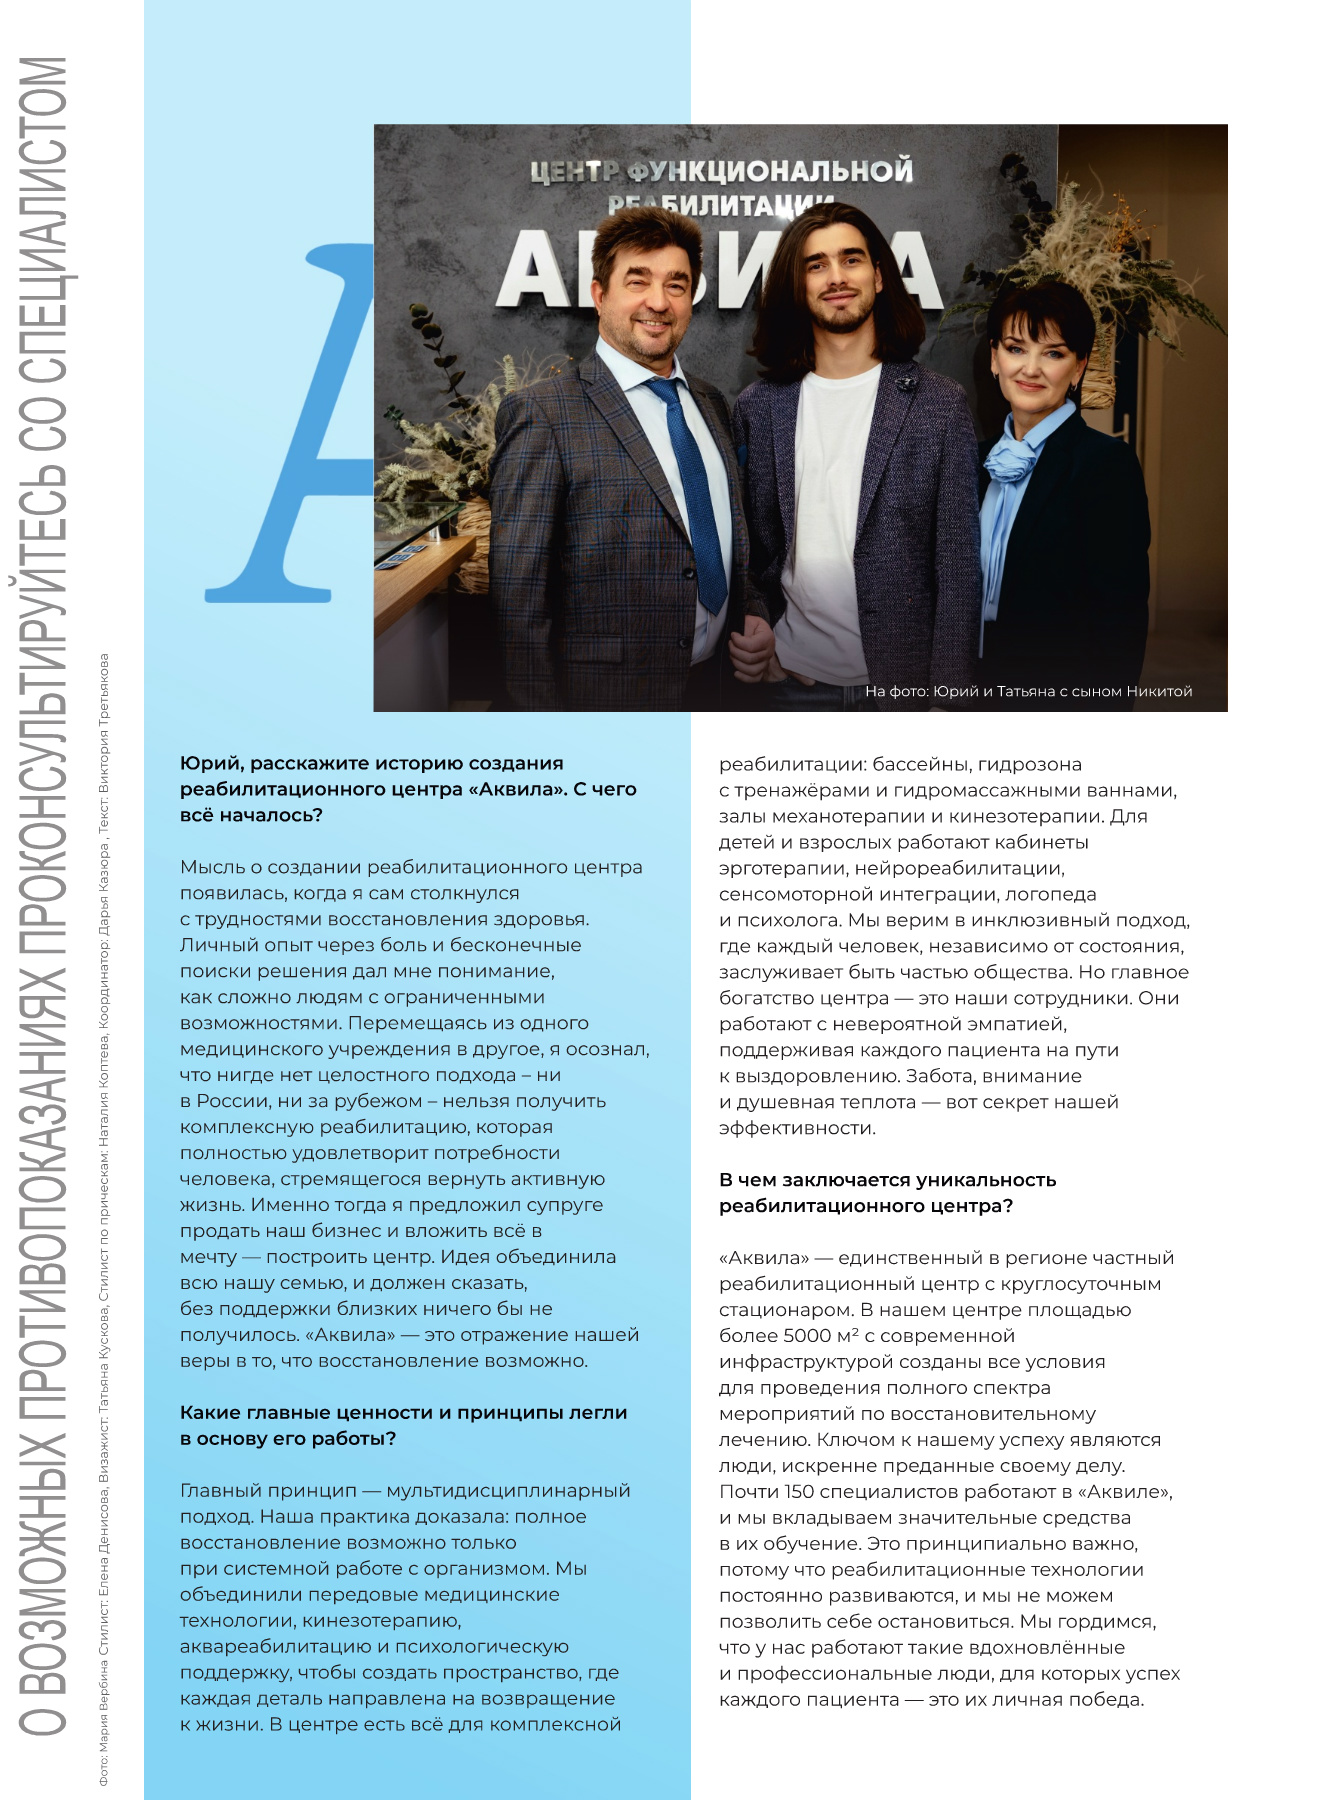 О ВОЗМОЖНЫХ ПРОТИВОПОКАЗАНИЯХ ПРОКОНСУЛЬТИРУЙТЕСЬ СО СПЕЦИАЛИСТОМ
Фото: Мария Вербина Стилист: Елена Денисова, Визажист: Татьяна Кускова, Стилист по прическам: Наталия Коптева, Координатор: Дарья Казюра , Текст: Виктория Третьякова
А
ЦЕНТР ФУНКЦИОНАЛЬНОЙ
РЕАБИЛИТАЦИИ
АКВИЛА
На фото: Юрий и Татьяна с сыном Никитой
Юрий, расскажите историю создания
реабилитационного центра «Аквила». С чего
всё началось?
Мысль о создании реабилитационного центра
появилась, когда я сам столкнулся
с трудностями восстановления здоровья.
Личный опыт через боль и бесконечные
поиски решения дал мне понимание,
как сложно людям с ограниченными
возможностями. Перемещаясь из одного
медицинского учреждения в другое, я осознал,
что нигде нет целостного подхода – ни
в России, ни за рубежом – нельзя получить
комплексную реабилитацию, которая
полностью удовлетворит потребности
человека, стремящегося вернуть активную
жизнь. Именно тогда я предложил супруге
продать наш бизнес и вложить всё в
мечту — построить центр. Идея объединила
всю нашу семью, и должен сказать,
без поддержки близких ничего бы не
получилось. «Аквила» — это отражение нашей
веры в то, что восстановление возможно.
Какие главные ценности и принципы легли
в основу его работы?
Главный принцип — мультидисциплинарный
подход. Наша практика доказала: полное
восстановление возможно только
при системной работе с организмом. Мы
объединили передовые медицинские
технологии, кинезотерапию,
аквареабилитацию и психологическую
поддержку, чтобы создать пространство, где
каждая деталь направлена на возвращение
к жизни. В центре есть всё для комплексной
реабилитации: бассейны, гидрозона
с тренажёрами и гидромассажными ваннами,
залы механотерапии и кинезотерапии. Для
детей и взрослых работают кабинеты
эрготерапии, нейрореабилитации,
сенсомоторной интеграции, логопеда
и психолога. Мы верим в инклюзивный подход,
где каждый человек, независимо от состояния,
заслуживает быть частью общества. Но главное
богатство центра — это наши сотрудники. Они
работают с невероятной эмпатией,
поддерживая каждого пациента на пути
к выздоровлению. Забота, внимание
и душевная теплота — вот секрет нашей
эффективности.
В чем заключается уникальность
реабилитационного центра?
«Аквила» — единственный в регионе частный
реабилитационный центр с круглосуточным
стационаром. В нашем центре площадью
более 5000 м² с современной
инфраструктурой созданы все условия
для проведения полного спектра
мероприятий по восстановительному
лечению. Ключом к нашему успеху являются
люди, искренне преданные своему делу.
Почти 150 специалистов работают в «Аквиле»,
и мы вкладываем значительные средства
в их обучение. Это принципиально важно,
потому что реабилитационные технологии
постоянно развиваются, и мы не можем
позволить себе остановиться. Мы гордимся,
что у нас работают такие вдохновлённые
и профессиональные люди, для которых успех
каждого пациента — это их личная победа.